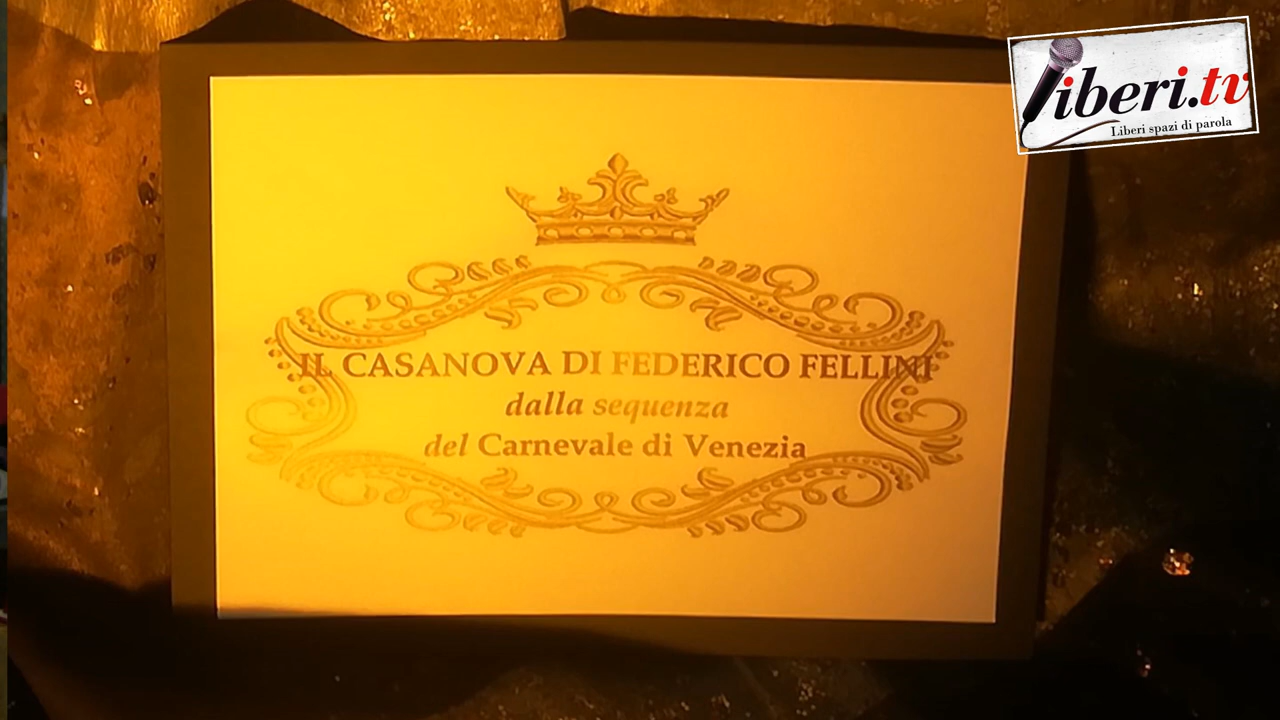 Liberi.tv
Liberi spazi di parola
IL CASANOVA DI FEDERICO FELLINI
dalla sequenza
del Carnevale di Venezia